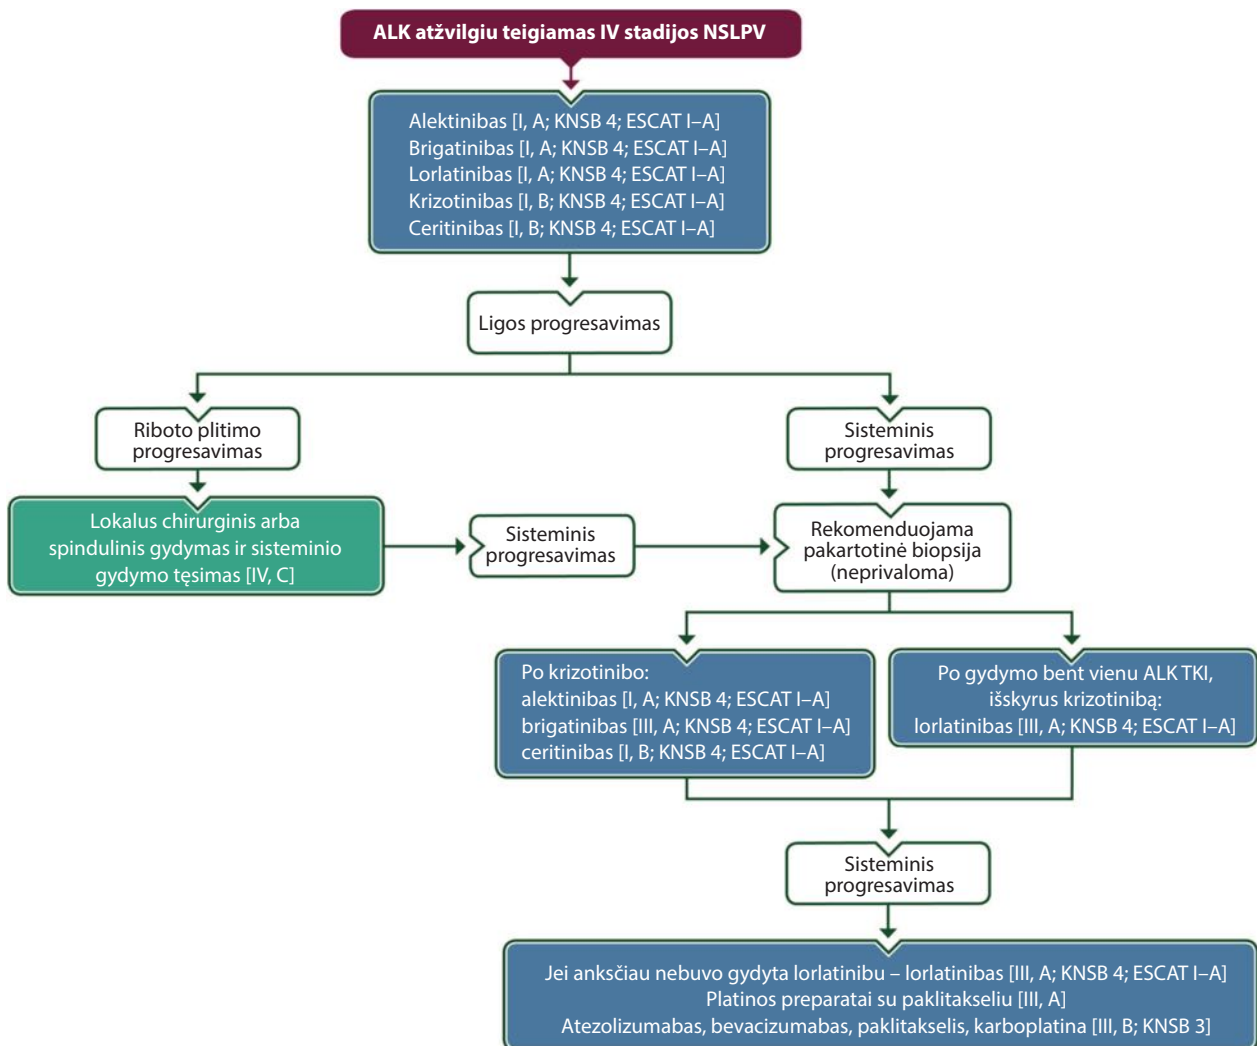 ALK atžvilgiu teigiamas IV stadijos NSLPV
Alektinibas [I, A; KNSB 4; ESCAT I–A]
Brigatinibas [I, A; KNSB 4; ESCAT I–A]
Lorlatinibas [I, A; KNSB 4; ESCAT I–A]
Krizotinibas [I, B; KNSB 4; ESCAT I–A]
Ceritinibas [I, B; KNSB 4; ESCAT I–A]
Ligos progresavimas
Riboto plitimo
progresavimas
Sisteminis
progresavimas
Lokalus chirurginis arba
spindulinis gydymas ir sisteminio
gydymo tęsimas [IV, C]
Sisteminis
progresavimas
Rekomenduojama
pakartotinė biopsija
(neprivaloma)
Po krizotinibo:
alektinibas [I, A; KNSB 4; ESCAT I–A]
brigatinibas [III, A; KNSB 4; ESCAT I–A]
ceritinibas [I, B; KNSB 4; ESCAT I–A]
Po gydymo bent vienu ALK TKI,
išskyrus krizotinibą:
lorlatinibas [III, A; KNSB 4; ESCAT I–A]
Sisteminis
progresavimas
Jei anksčiau nebuvo gydyta lorlatinibu – lorlatinibas [III, A; KNSB 4; ESCAT I–A]
Platinos preparatai su paklitakseliu [III, A]
Atezolizumabas, bevacizumabas, paklitakselis, karboplatina [III, B; KNSB 3]